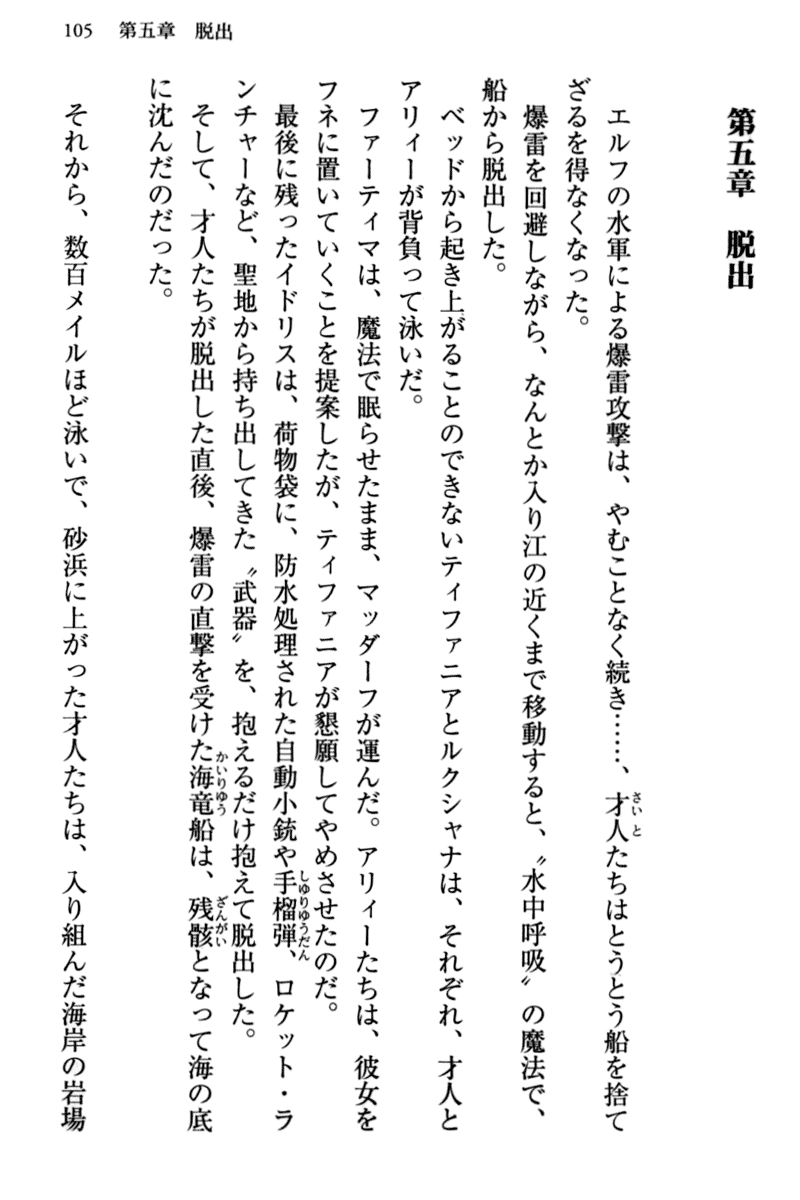 105　第五章　脱出
第五章　脱出
　エルフの水軍による爆雷攻撃は、やむことなく続き……、才人たちはとうとう船を捨て
ざるを得なくなった。
　爆雷を回避しながら、なんとか入り江の近くまで移動すると、〝水中呼吸〟の魔法で、
船から脱出した。
　ベッドから起き上がることのできないティファニアとルクシャナは、それぞれ、才人と
アリィーが背負って泳いだ。
　ファーティマは、魔法で眠らせたまま、マッダーフが運んだ。アリィーたちは、彼女を
フネに置いていくことを提案したが、ティファニアが懇願してやめさせたのだ。
　最後に残ったイドリスは、荷物袋に、防水処理された自動小銃や手榴弾、ロケット・ラ
ンチャーなど、聖地から持ち出してきた〝武器〟を、抱えるだけ抱えて脱出した。
　そして、才人たちが脱出した直後、爆雷の直撃を受けた海竜船は、残骸となって海の底
に沈んだのだった。
　それから、数百メイルほど泳いで、砂浜に上がった才人たちは、入り組んだ海岸の岩場